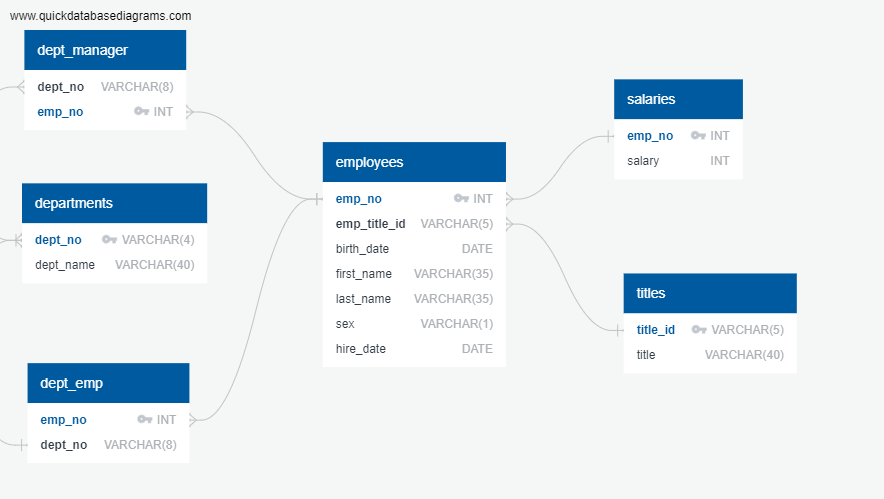 www.quickdatabasediagrams.com
dept_manager
dept_no VARCHAR(8)
emp_no INT
departments
dept_no VARCHAR(4)
dept_name VARCHAR(40)
dept_emp
emp_no INT
dept_no VARCHAR(8)
employees
emp_no INT
emp_title_id VARCHAR(5)
birth_date DATE
first_name VARCHAR(35)
last_name VARCHAR(35)
sex VARCHAR(1)
hire_date DATE
salaries
emp_no INT
salary INT
titles
title_id VARCHAR(5)
title VARCHAR(40)